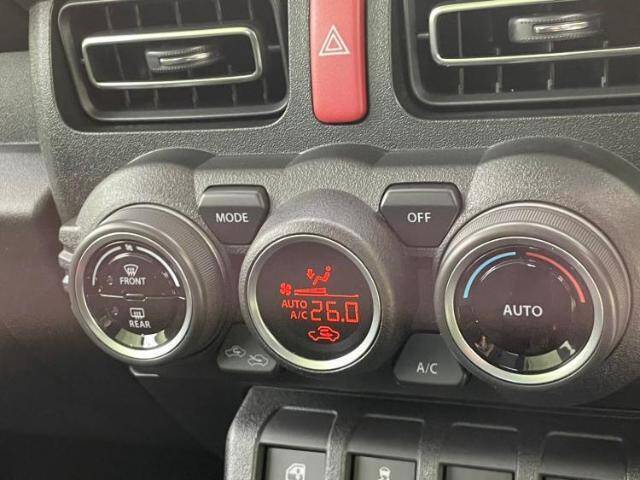 MODE
OFF
FRONT
REAR
AUTO
A/C 26.0
AUTO
A/C